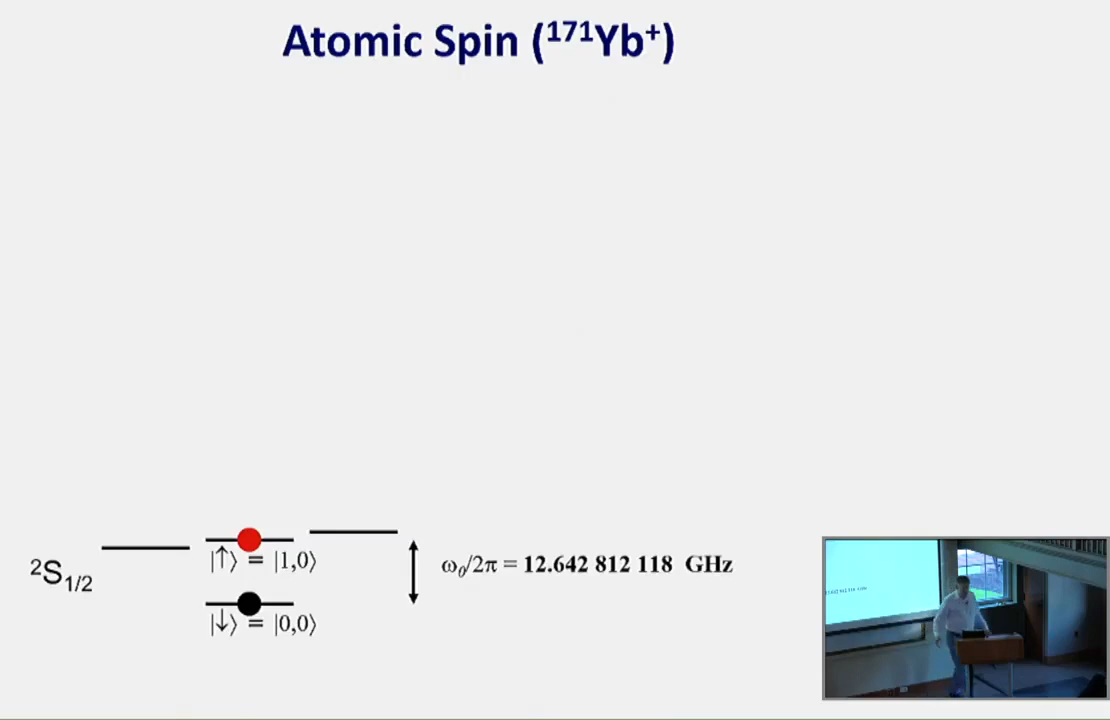 Atomic Spin (¹⁷¹Yb⁺)
|↑⟩ = |1,0⟩
²S₁/₂
ω₀/2π = 12.642 812 118 GHz
|↓⟩ = |0,0⟩